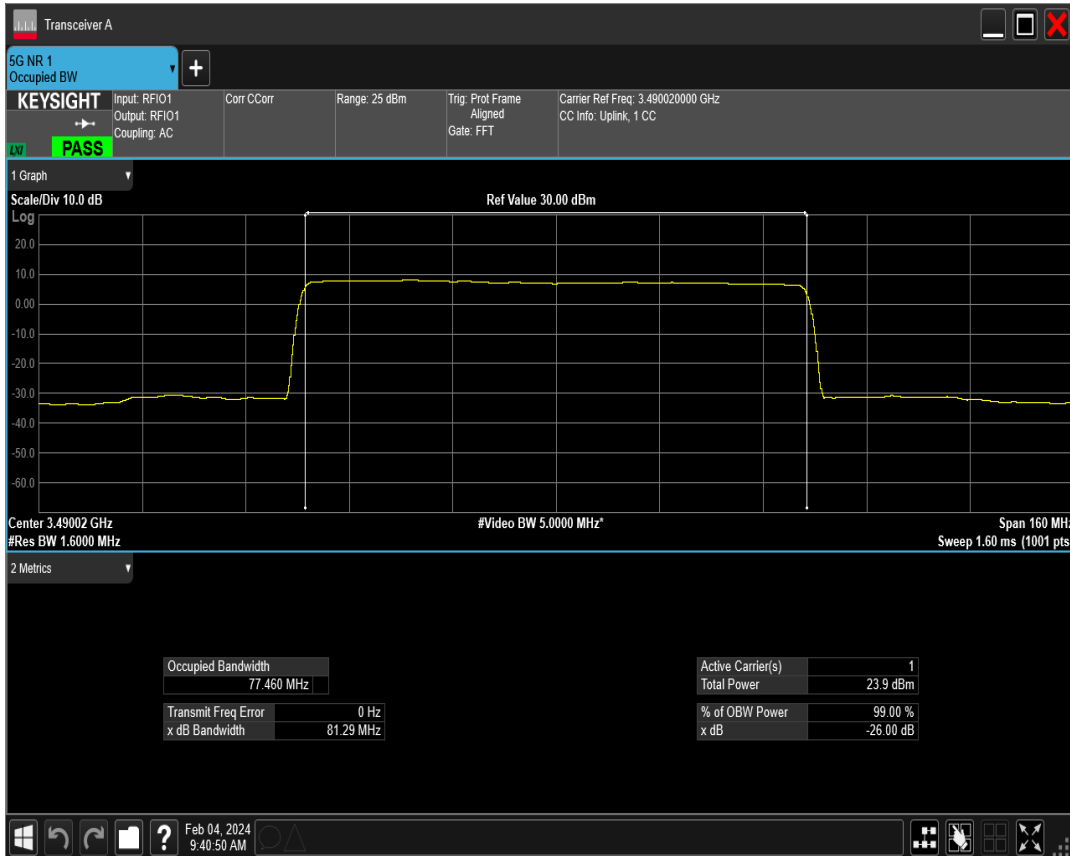 Transceiver A
5G NR 1
Occupied BW
+
KEYSIGHT
Input: RFIO1
Output: RFIO1
Coupling: AC
Corr CCorr
Range: 25 dBm
Trig: Prot Frame
Aligned
Gate: FFT
Carrier Ref Freq: 3.490020000 GHz
CC Info: Uplink, 1 CC
LXI
PASS
1 Graph
Scale/Div 10.0 dB
Ref Value 30.00 dBm
Log
20.0
10.0
0.00
-10.0
-20.0
-30.0
-40.0
-50.0
-60.0
Center 3.49002 GHz
#Video BW 5.0000 MHz*
Span 160 MHz
#Res BW 1.6000 MHz
Sweep 1.60 ms (1001 pts
2 Metrics
Occupied Bandwidth
77.460 MHz
Transmit Freq Error 0 Hz
x dB Bandwidth 81.29 MHz
Active Carrier(s) 1
Total Power 23.9 dBm
% of OBW Power 99.00 %
x dB -26.00 dB
?
Feb 04, 2024
9:40:50 AM